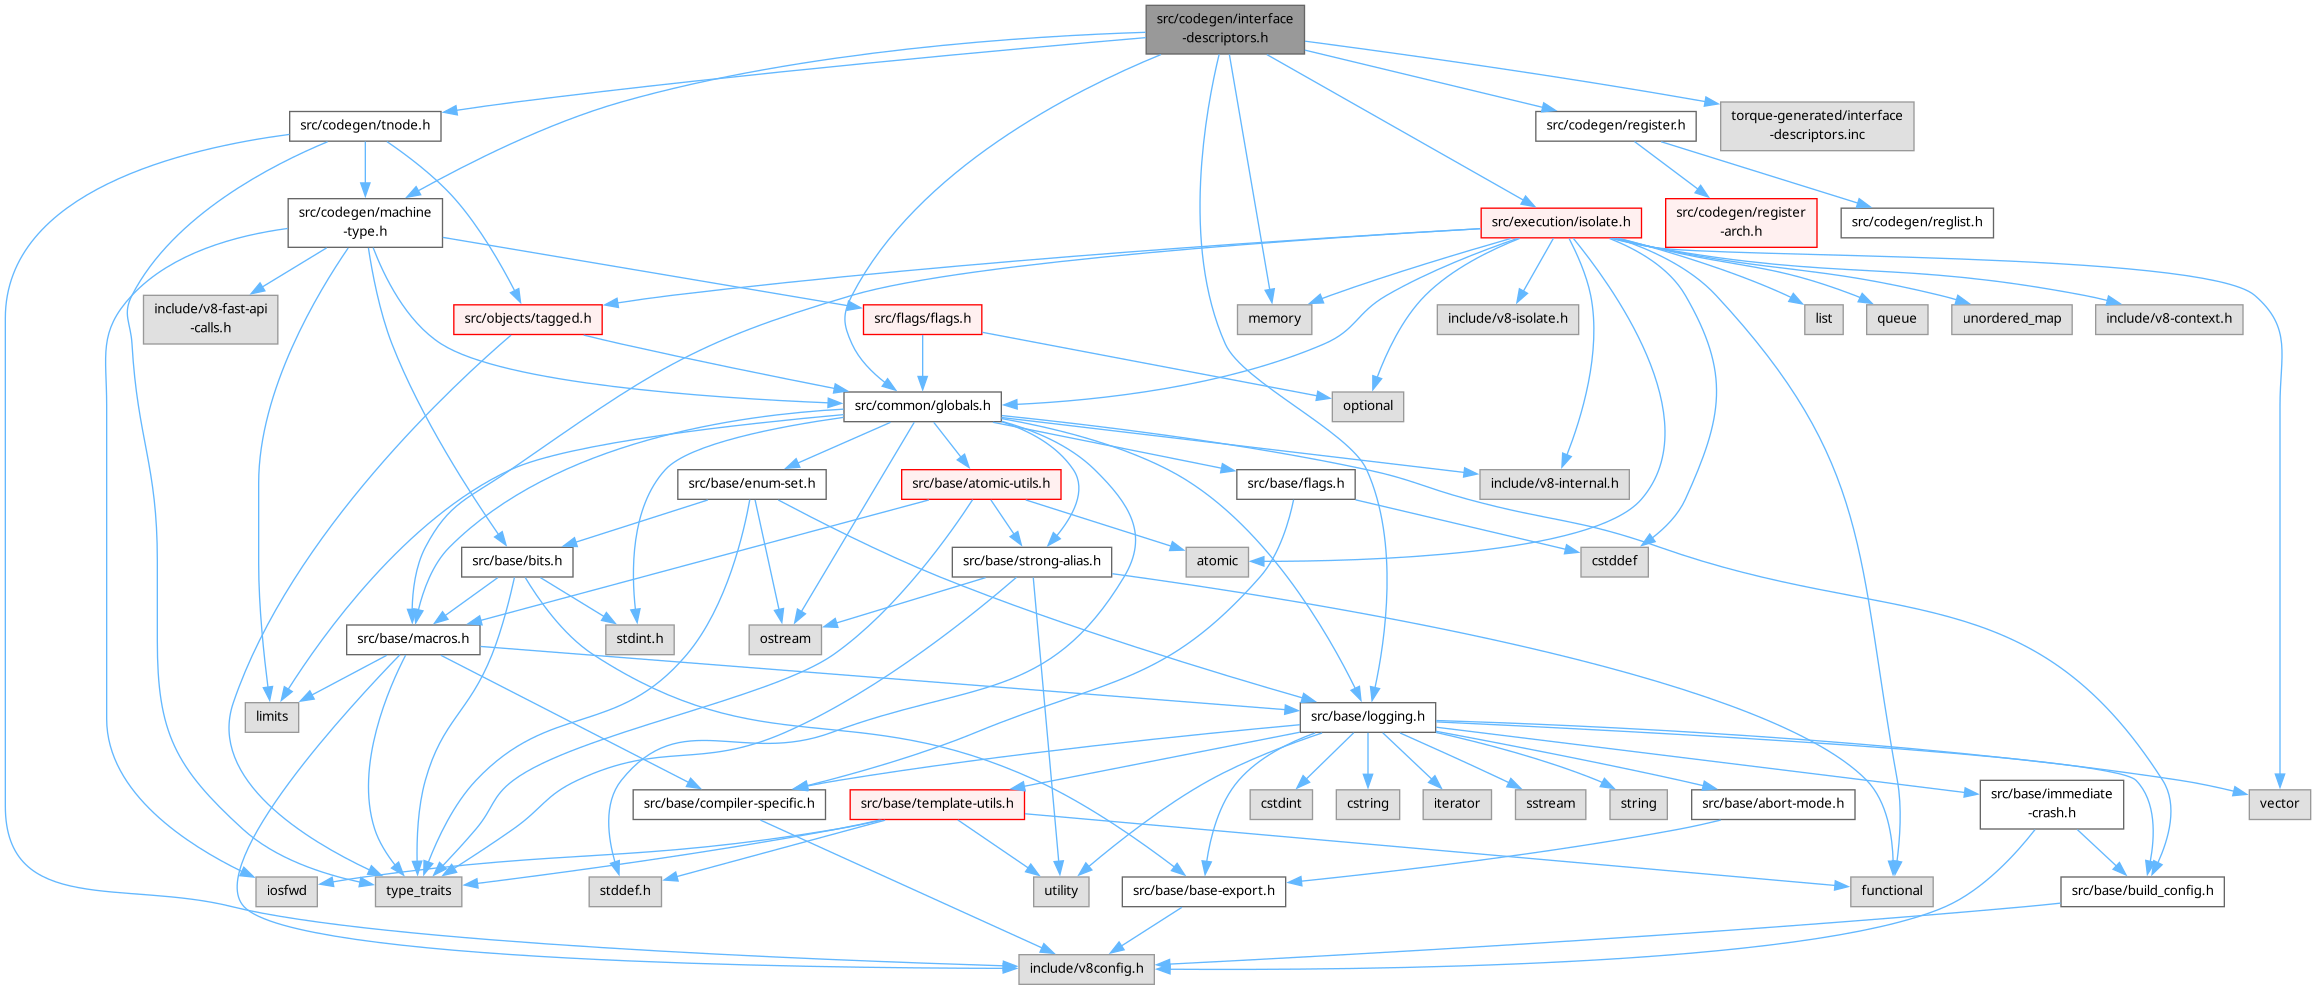 src/codegen/interface
-descriptors.h
src/codegen/tnode.h
src/codegen/register.h
torque-generated/interface
-descriptors.inc
src/codegen/machine
-type.h
src/execution/isolate.h
src/codegen/register
-arch.h
src/codegen/reglist.h
include/v8-fast-api
-calls.h
src/objects/tagged.h
src/flags/flags.h
memory
include/v8-isolate.h
list
queue
unordered_map
include/v8-context.h
src/common/globals.h
optional
src/base/enum-set.h
src/base/atomic-utils.h
src/base/flags.h
include/v8-internal.h
src/base/bits.h
src/base/strong-alias.h
atomic
cstddef
src/base/macros.h
stdint.h
ostream
limits
src/base/logging.h
src/base/compiler-specific.h
src/base/template-utils.h
cstdint
cstring
iterator
sstream
string
src/base/abort-mode.h
src/base/immediate
-crash.h
vector
iosfwd
type_traits
stddef.h
utility
src/base/base-export.h
functional
src/base/build_config.h
include/v8config.h